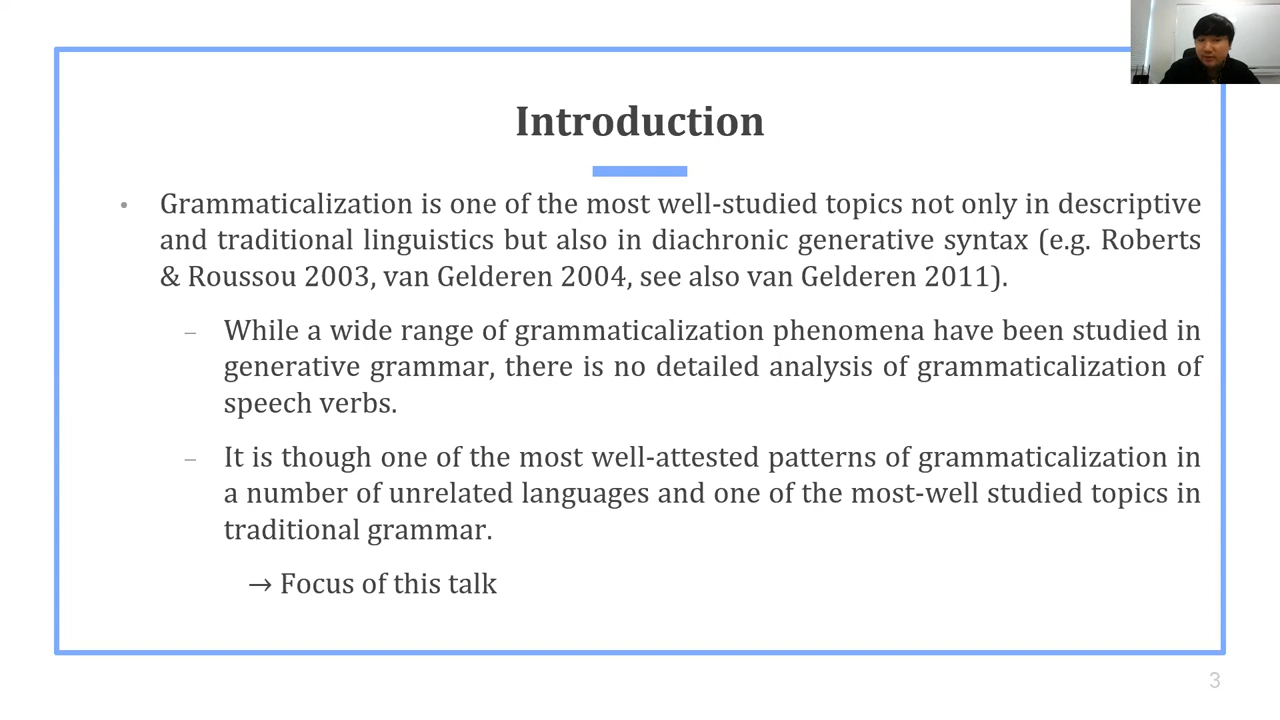 Introduction
• Grammaticalization is one of the most well-studied topics not only in descriptive
and traditional linguistics but also in diachronic generative syntax (e.g. Roberts
& Roussou 2003, van Gelderen 2004, see also van Gelderen 2011).
– While a wide range of grammaticalization phenomena have been studied in
generative grammar, there is no detailed analysis of grammaticalization of
speech verbs.
– It is though one of the most well-attested patterns of grammaticalization in
a number of unrelated languages and one of the most-well studied topics in
traditional grammar.
→ Focus of this talk
3